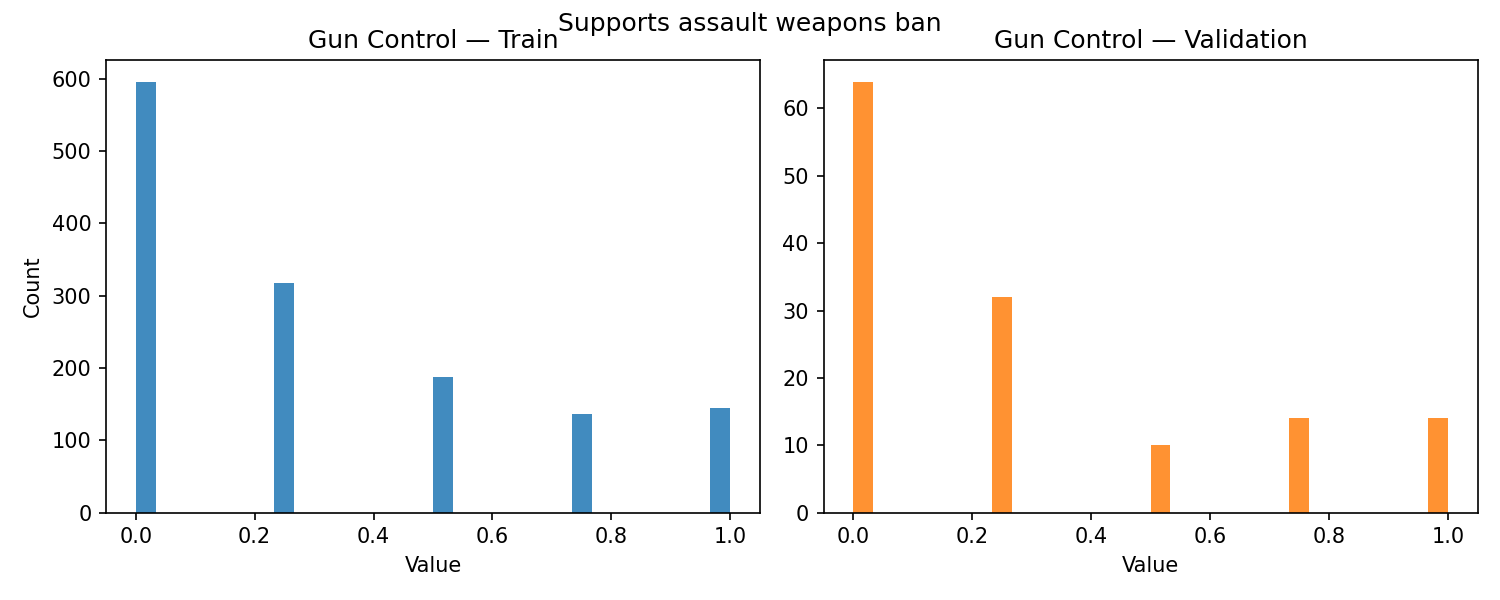 Supports assault weapons ban
Gun Control — Train
600
500
400
300
200
100
0
Count
0.0 0.2 0.4 0.6 0.8 1.0
Value
Gun Control — Validation
60
50
40
30
20
10
0
0.0 0.2 0.4 0.6 0.8 1.0
Value